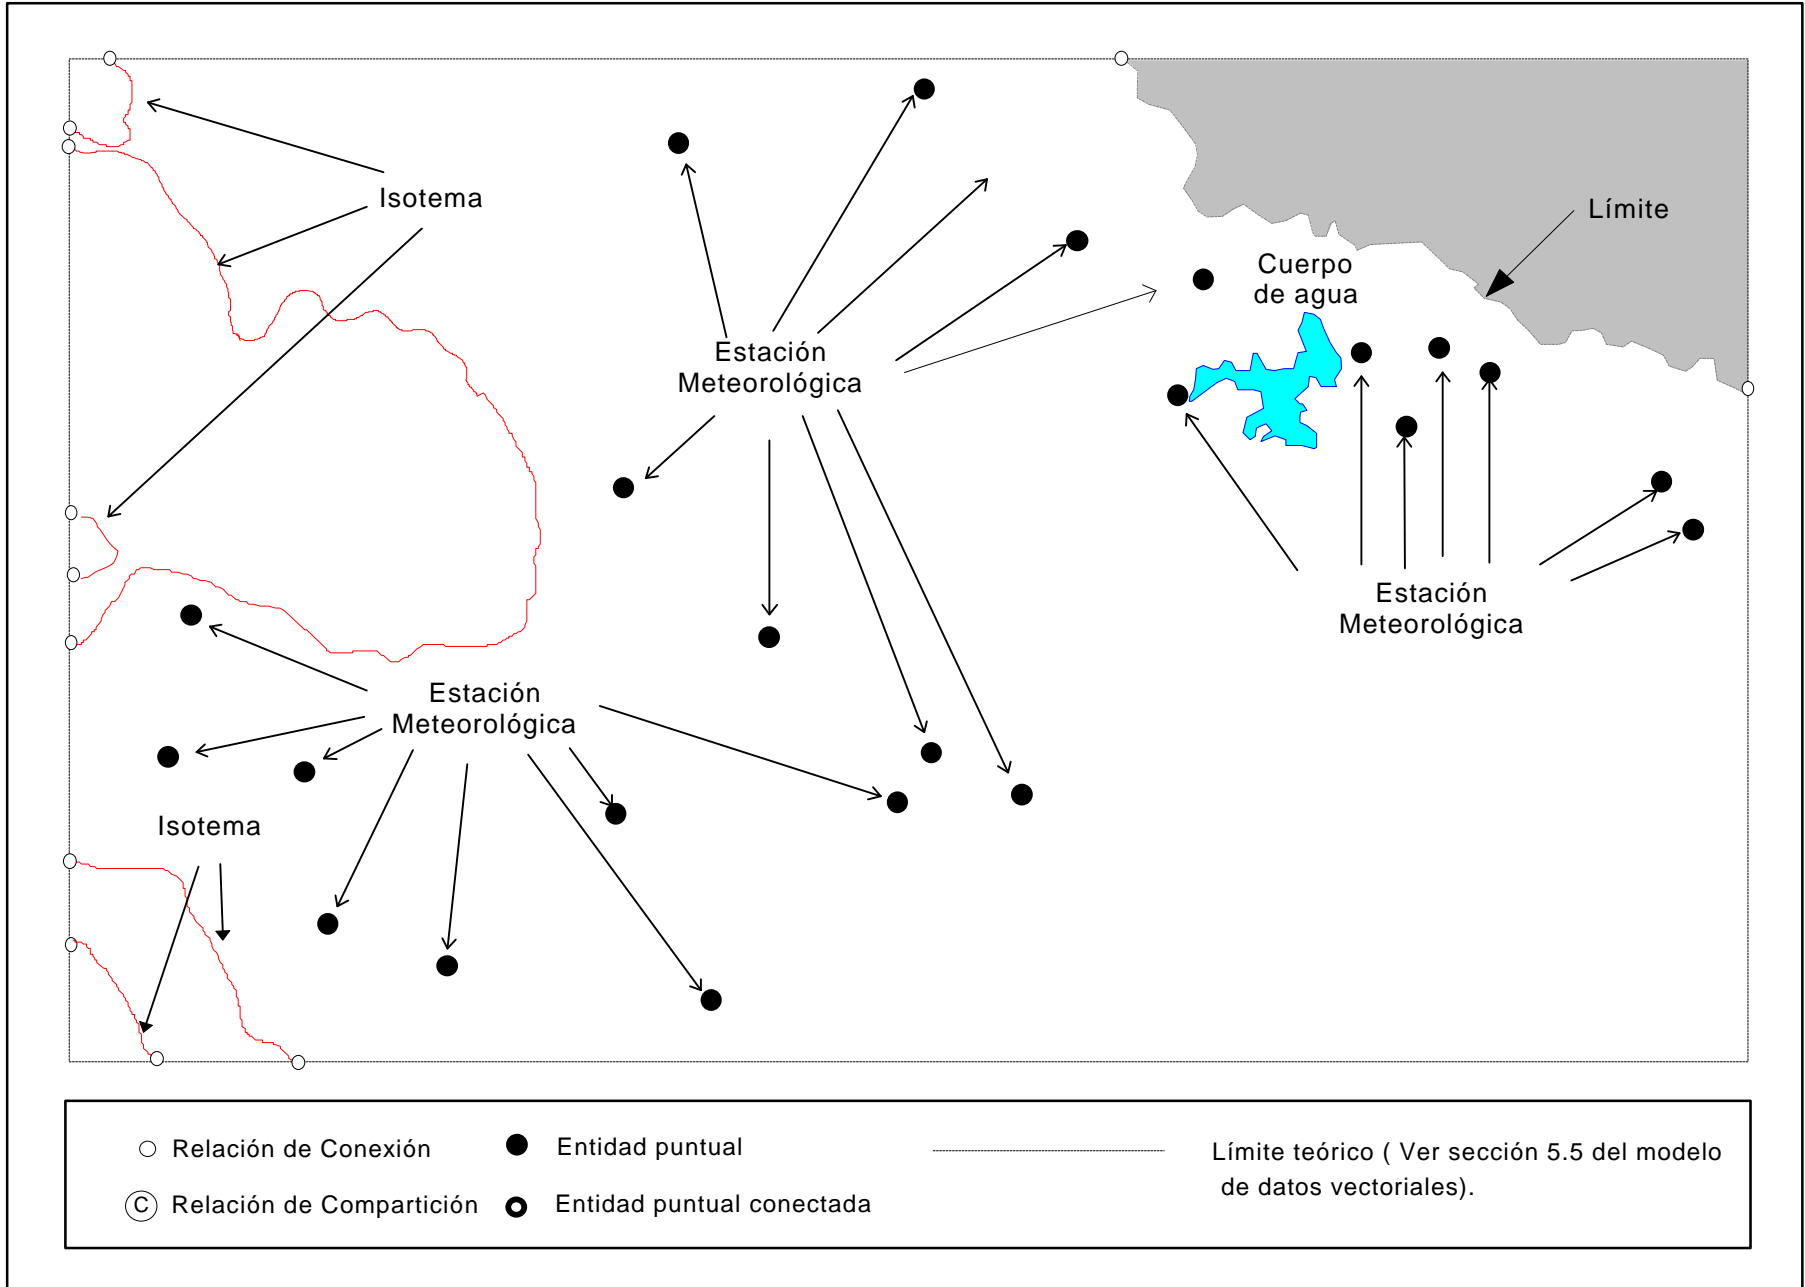 Isotema
Límite
Cuerpo
de agua
Estación
Meteorológica
Estación
Meteorológica
Estación
Meteorológica
Isotema
Relación de Conexión
Entidad puntual
Límite teórico ( Ver sección 5.5 del modelo
de datos vectoriales).
C Relación de Compartición
Entidad puntual conectada